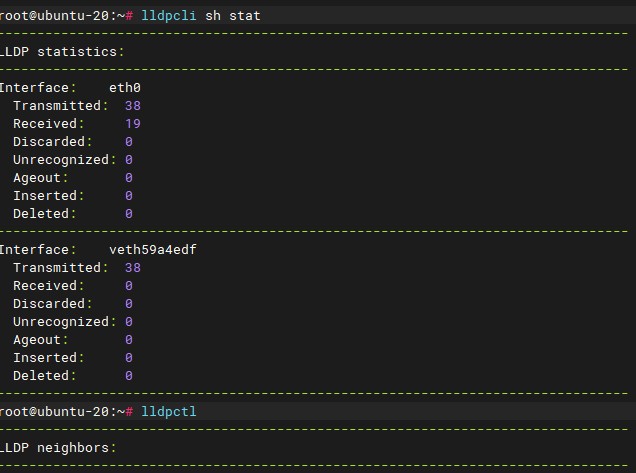 root@ubuntu-20:~# lldpcli sh stat
-------------------------------------------------------------------------------
LLDP statistics:
-------------------------------------------------------------------------------
Interface:    eth0
  Transmitted:  38
  Received:     19
  Discarded:    0
  Unrecognized: 0
  Ageout:       0
  Inserted:     0
  Deleted:      0
-------------------------------------------------------------------------------
Interface:    veth59a4edf
  Transmitted:  38
  Received:     0
  Discarded:    0
  Unrecognized: 0
  Ageout:       0
  Inserted:     0
  Deleted:      0
-------------------------------------------------------------------------------
root@ubuntu-20:~# lldpctl
-------------------------------------------------------------------------------
LLDP neighbors:
-------------------------------------------------------------------------------